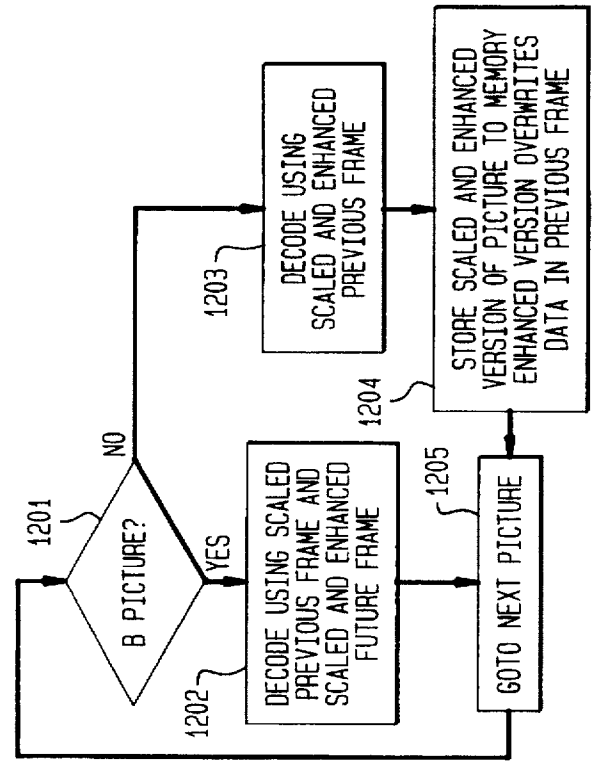 1201
B PICTURE?
NO
YES
1202
DECODE USING SCALED
PREVIOUS FRAME AND
SCALED AND ENHANCED
FUTURE FRAME
1203
DECODE USING
SCALED AND ENHANCED
PREVIOUS FRAME
1204
STORE SCALED AND ENHANCED
VERSION OF PICTURE TO MEMORY
ENHANCED VERSION OVERWRITES
DATA IN PREVIOUS FRAME
1205
GOTO NEXT PICTURE